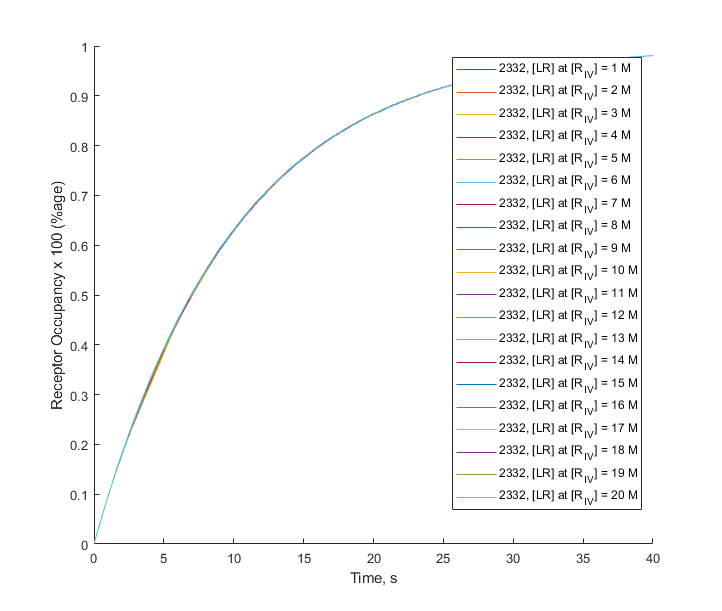 1
0.9
0.8
0.7
0.6
0.5
0.4
0.3
0.2
0.1
0
Receptor Occupancy x 100 (%age)
0 5 10 15 20 25 30 35 40
Time, s
2332, [LR] at [R_IV] = 1 M
2332, [LR] at [R_IV] = 2 M
2332, [LR] at [R_IV] = 3 M
2332, [LR] at [R_IV] = 4 M
2332, [LR] at [R_IV] = 5 M
2332, [LR] at [R_IV] = 6 M
2332, [LR] at [R_IV] = 7 M
2332, [LR] at [R_IV] = 8 M
2332, [LR] at [R_IV] = 9 M
2332, [LR] at [R_IV] = 10 M
2332, [LR] at [R_IV] = 11 M
2332, [LR] at [R_IV] = 12 M
2332, [LR] at [R_IV] = 13 M
2332, [LR] at [R_IV] = 14 M
2332, [LR] at [R_IV] = 15 M
2332, [LR] at [R_IV] = 16 M
2332, [LR] at [R_IV] = 17 M
2332, [LR] at [R_IV] = 18 M
2332, [LR] at [R_IV] = 19 M
2332, [LR] at [R_IV] = 20 M